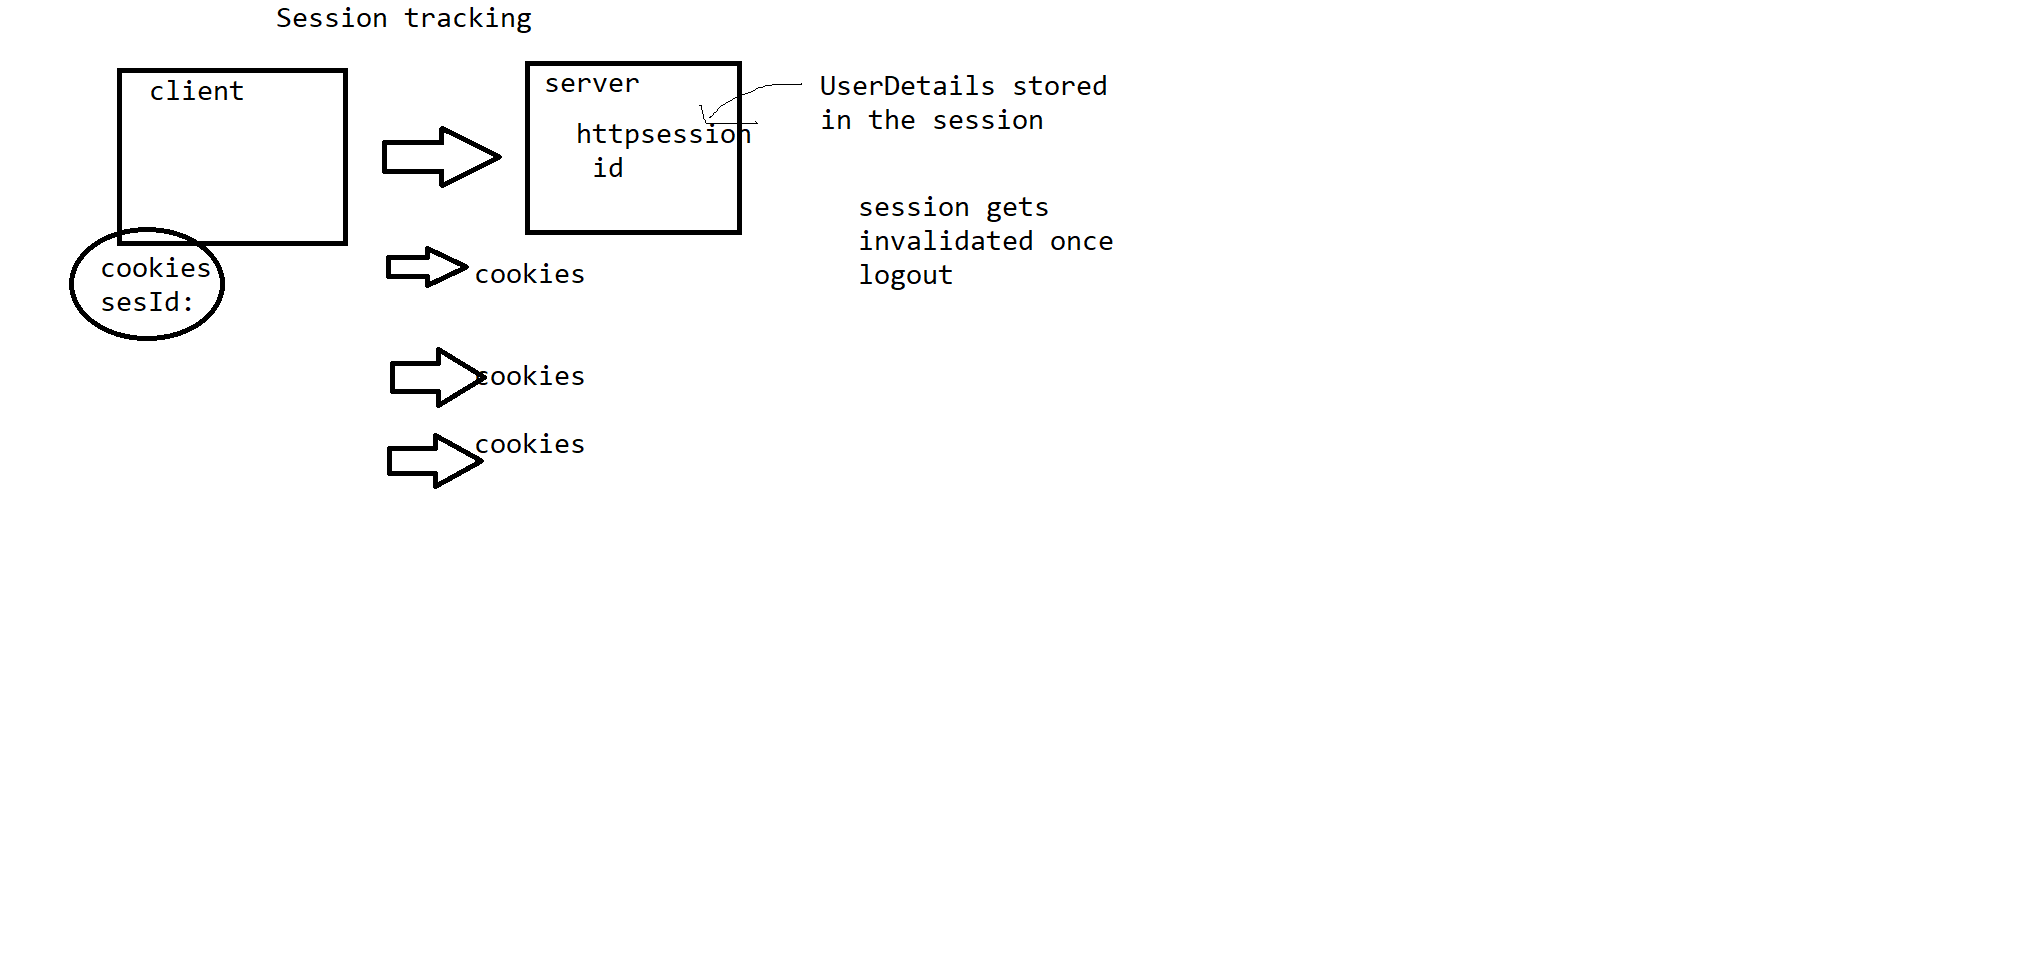 Session tracking
client
server
httpsession
id
UserDetails stored
in the session
session gets
invalidated once
logout
cookies
sesId:
cookies
cookies
cookies